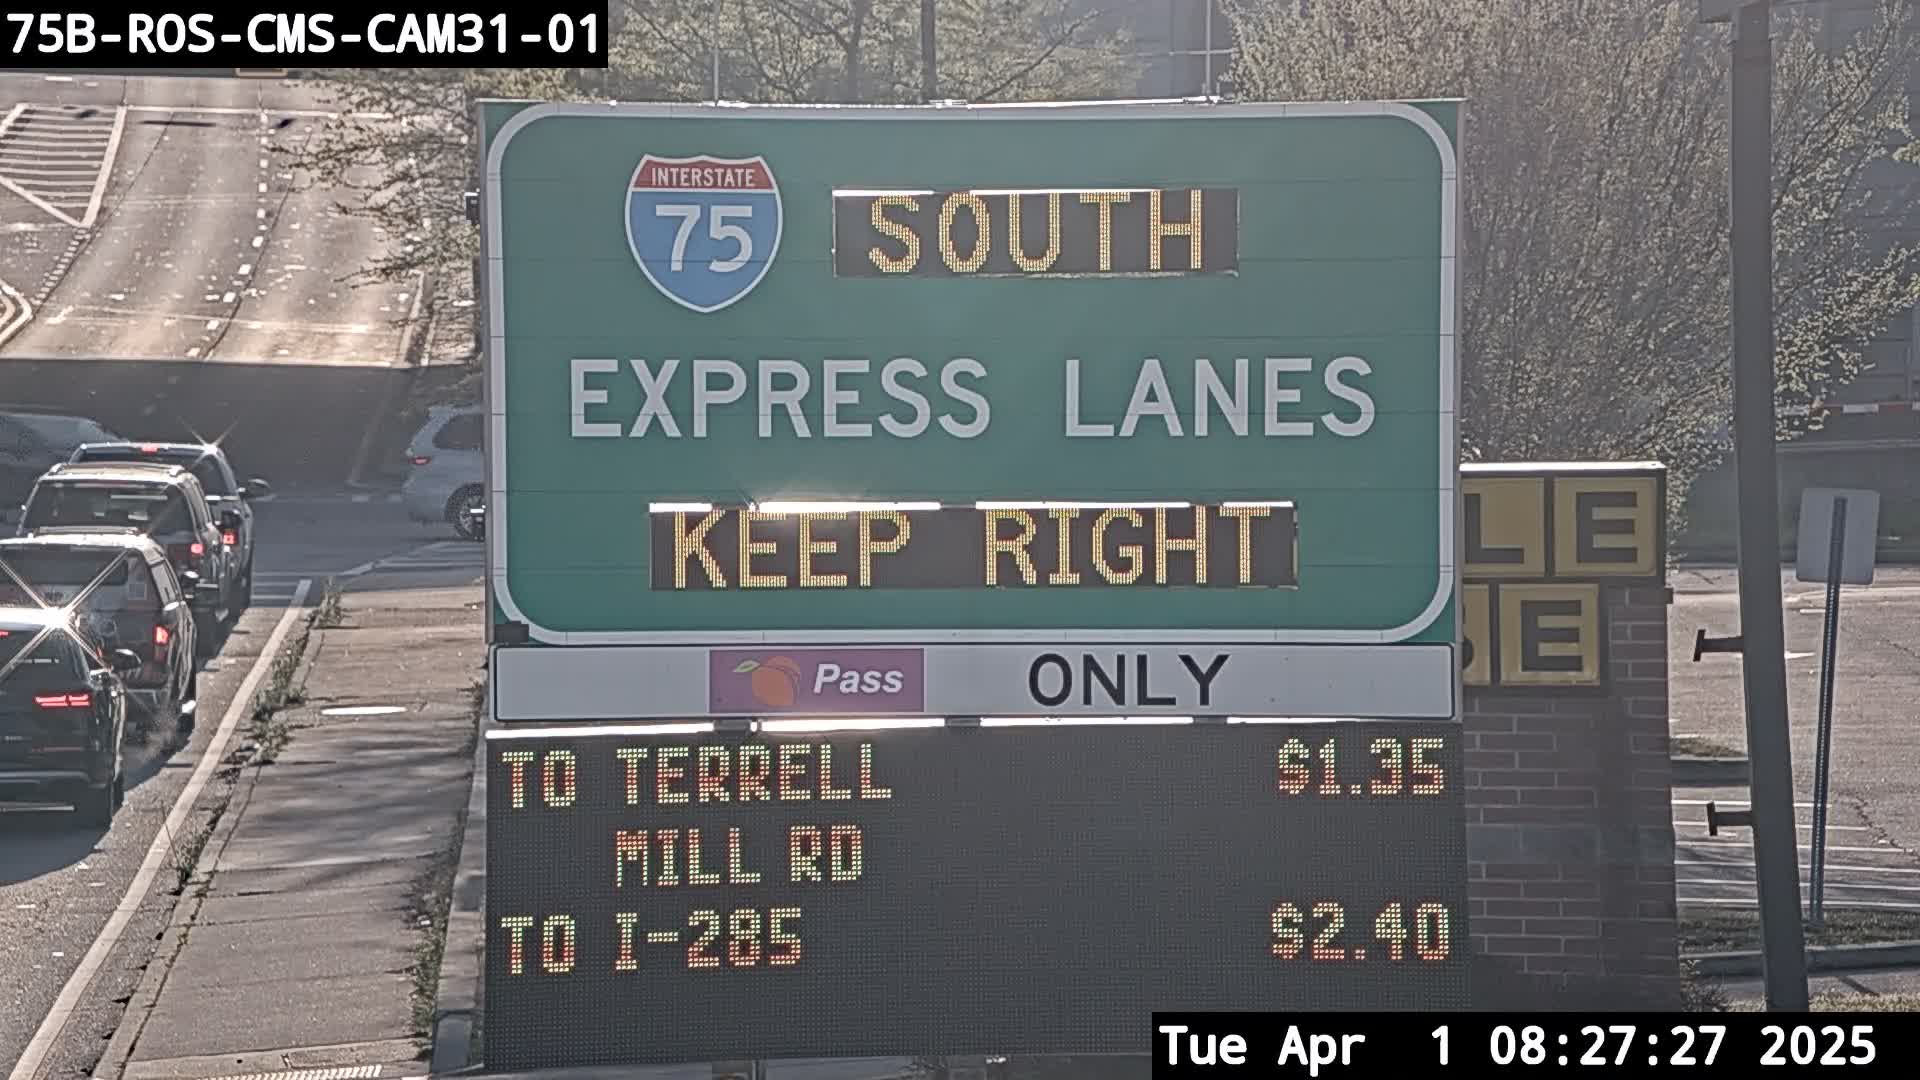 75B-ROS-CMS-CAM31-01
INTERSTATE
75
SOUTH
EXPRESS LANES
KEEP RIGHT
Pass ONLY
TO TERRELL $1.35
MILL RD
TO I-285 $2.40
LE
E
Tue Apr 1 08:27:27 2025